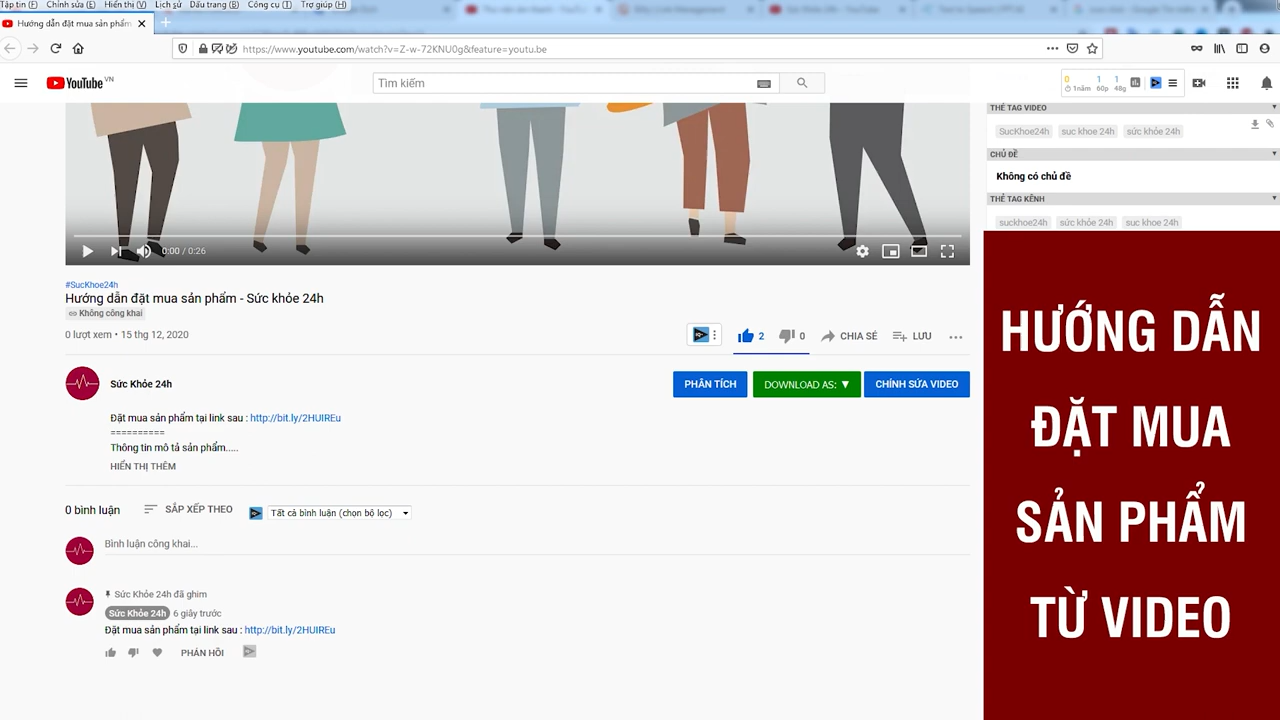 Tập tin (F) Chỉnh sửa (E) Hiển thị (V) Lịch sử Dấu trang (B) Công cụ (T) Trợ giúp (H)
Hướng dẫn đặt mua sản phẩm
https://www.youtube.com/watch?v=Z-w-72KNU0g&feature=youtu.be
YouTube VN
Tìm kiếm
0 1 1
1năm 60p 48g
THẺ TAG VIDEO
SucKhoe24h suc khoe 24h sức khỏe 24h
CHỦ ĐỀ
Không có chủ đề
THẺ TAG KÊNH
suckhoe24h sức khỏe 24h suc khoe 24h
0:00 / 0:26
#SucKhoe24h
Hướng dẫn đặt mua sản phẩm - Sức khỏe 24h
Không công khai
0 lượt xem • 15 thg 12, 2020
2 0 CHIA SẺ LƯU
Sức Khỏe 24h
PHÂN TÍCH DOWNLOAD AS: ▼ CHỈNH SỬA VIDEO
Đặt mua sản phẩm tại link sau : http://bit.ly/2HUIREu
==========
Thông tin mô tả sản phẩm.....
HIỂN THỊ THÊM
0 bình luận SẮP XẾP THEO Tất cả bình luận (chọn bộ lọc)
Bình luận công khai...
Sức Khỏe 24h đã ghim
Sức Khỏe 24h 6 giây trước
Đặt mua sản phẩm tại link sau : http://bit.ly/2HUIREu
PHẢN HỒI
HƯỚNG DẪN
ĐẶT MUA
SẢN PHẨM
TỪ VIDEO